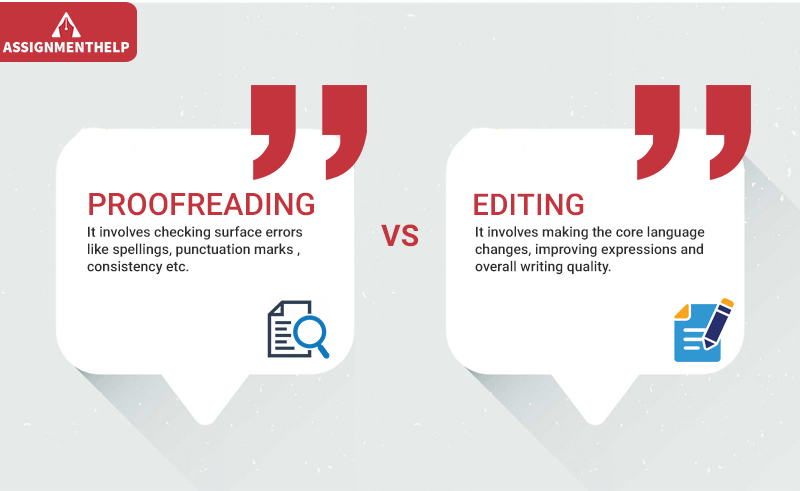 ASSIGNMENTHELP
PROOFREADING
It involves checking surface errors
like spellings, punctuation marks ,
consistency etc.
VS
EDITING
It involves making the core language
changes, improving expressions and
overall writing quality.